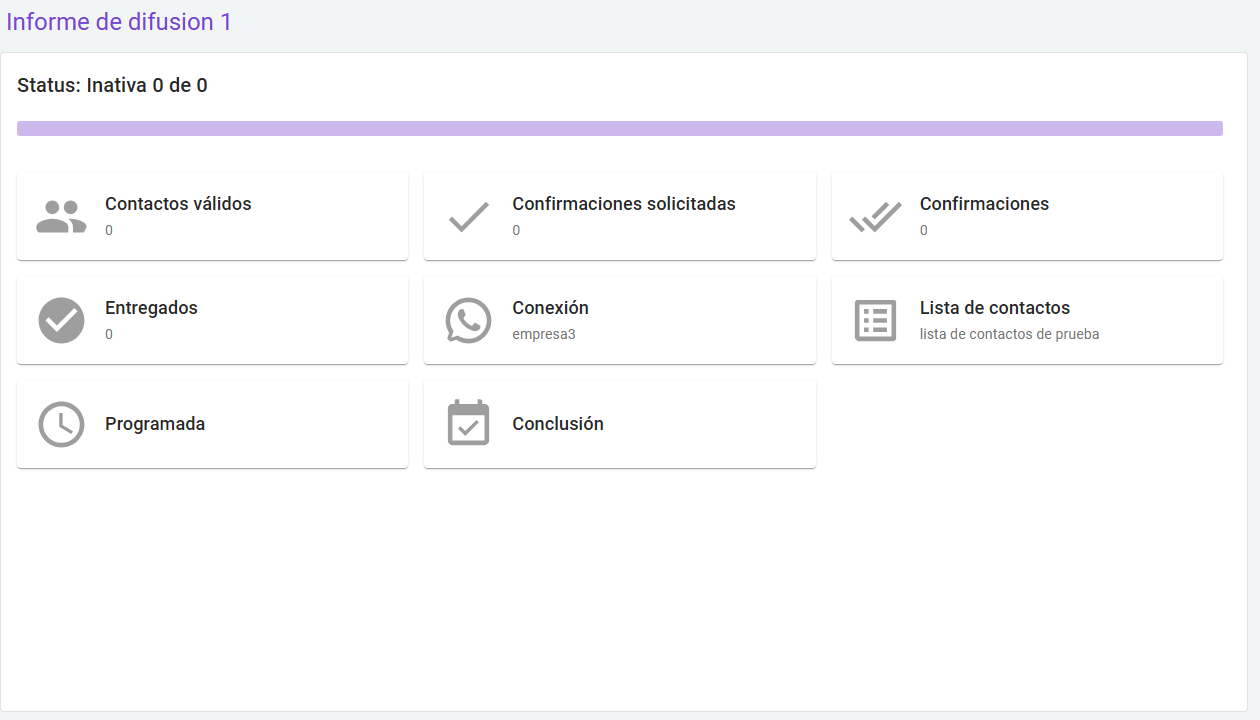 Informe de difusion 1
Status: Inativa 0 de 0
Contactos válidos
0
Confirmaciones solicitadas
0
Confirmaciones
0
Entregados
0
Conexión
empresa3
Lista de contactos
lista de contactos de prueba
Programada
Conclusión